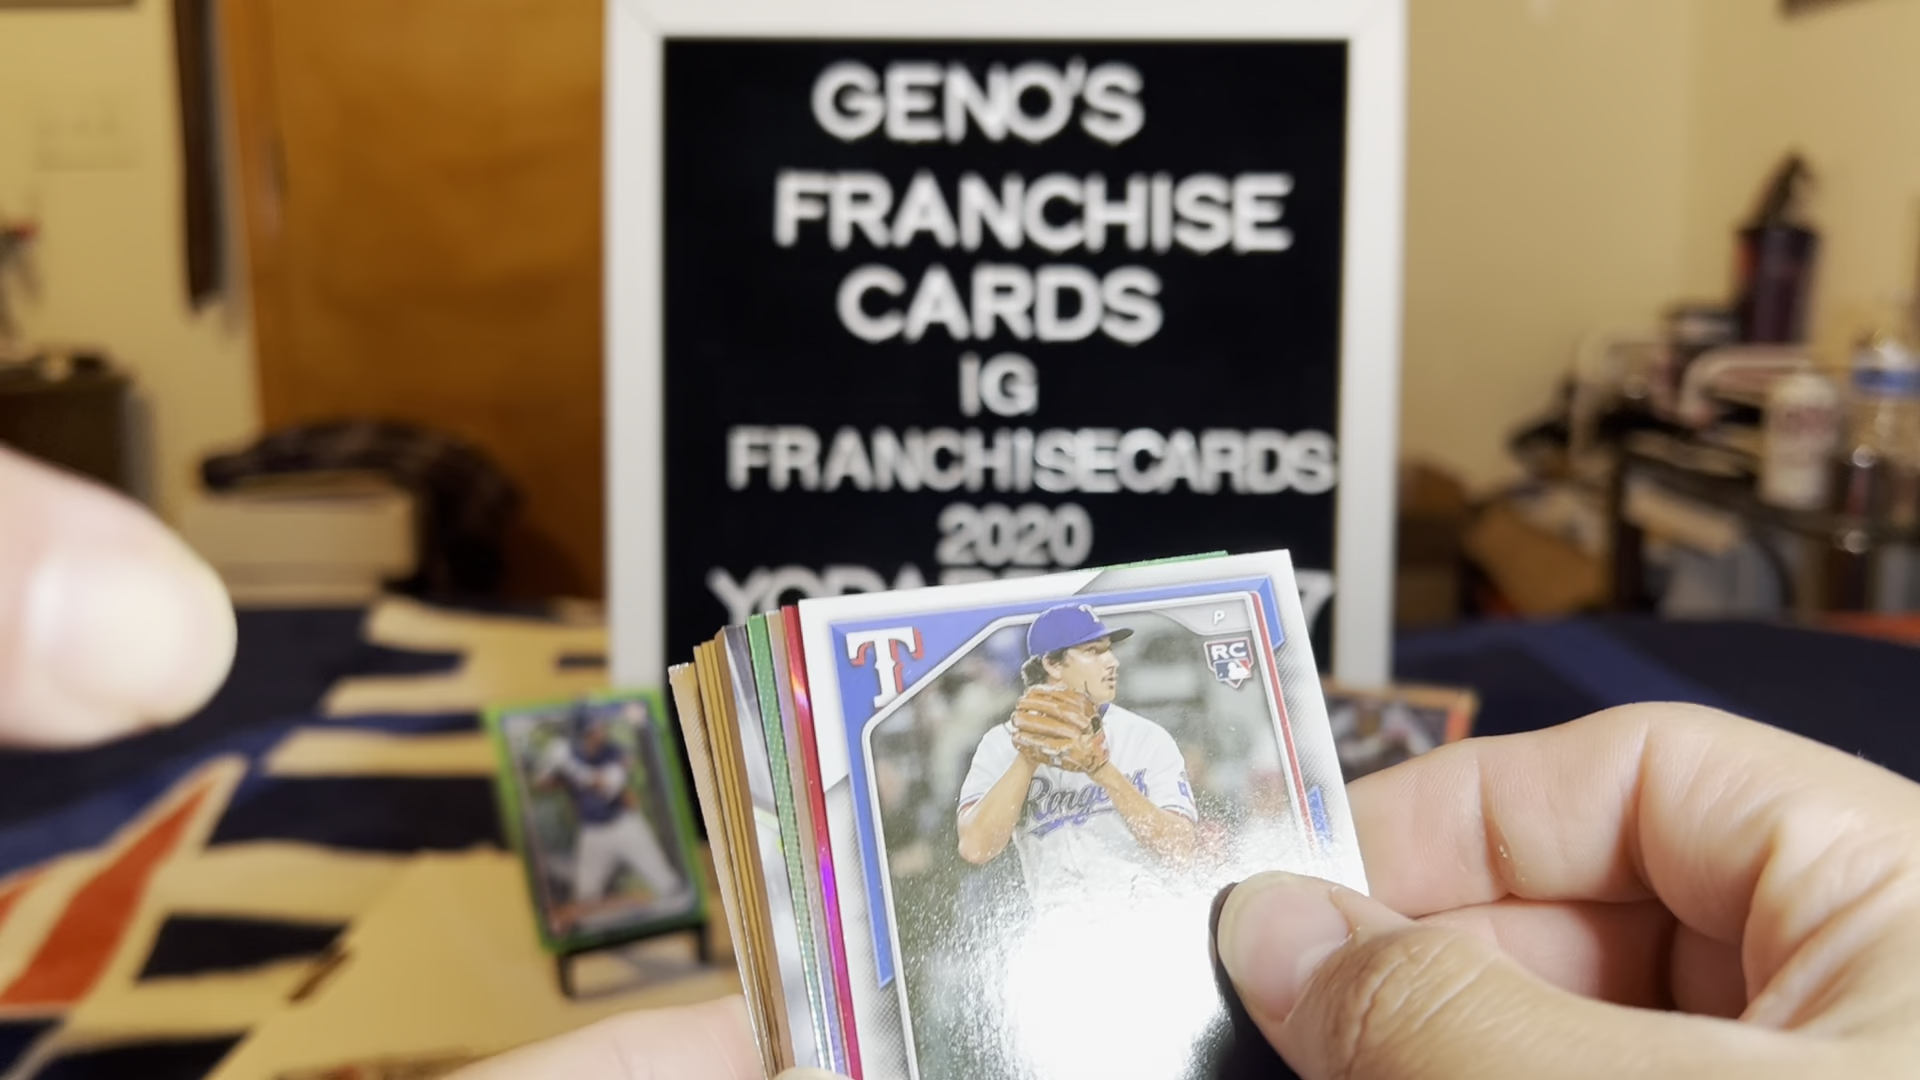 GENO'S
FRANCHISE
CARDS
IG
FRANCHISECARDS
2020
T
P
RC
Rangers